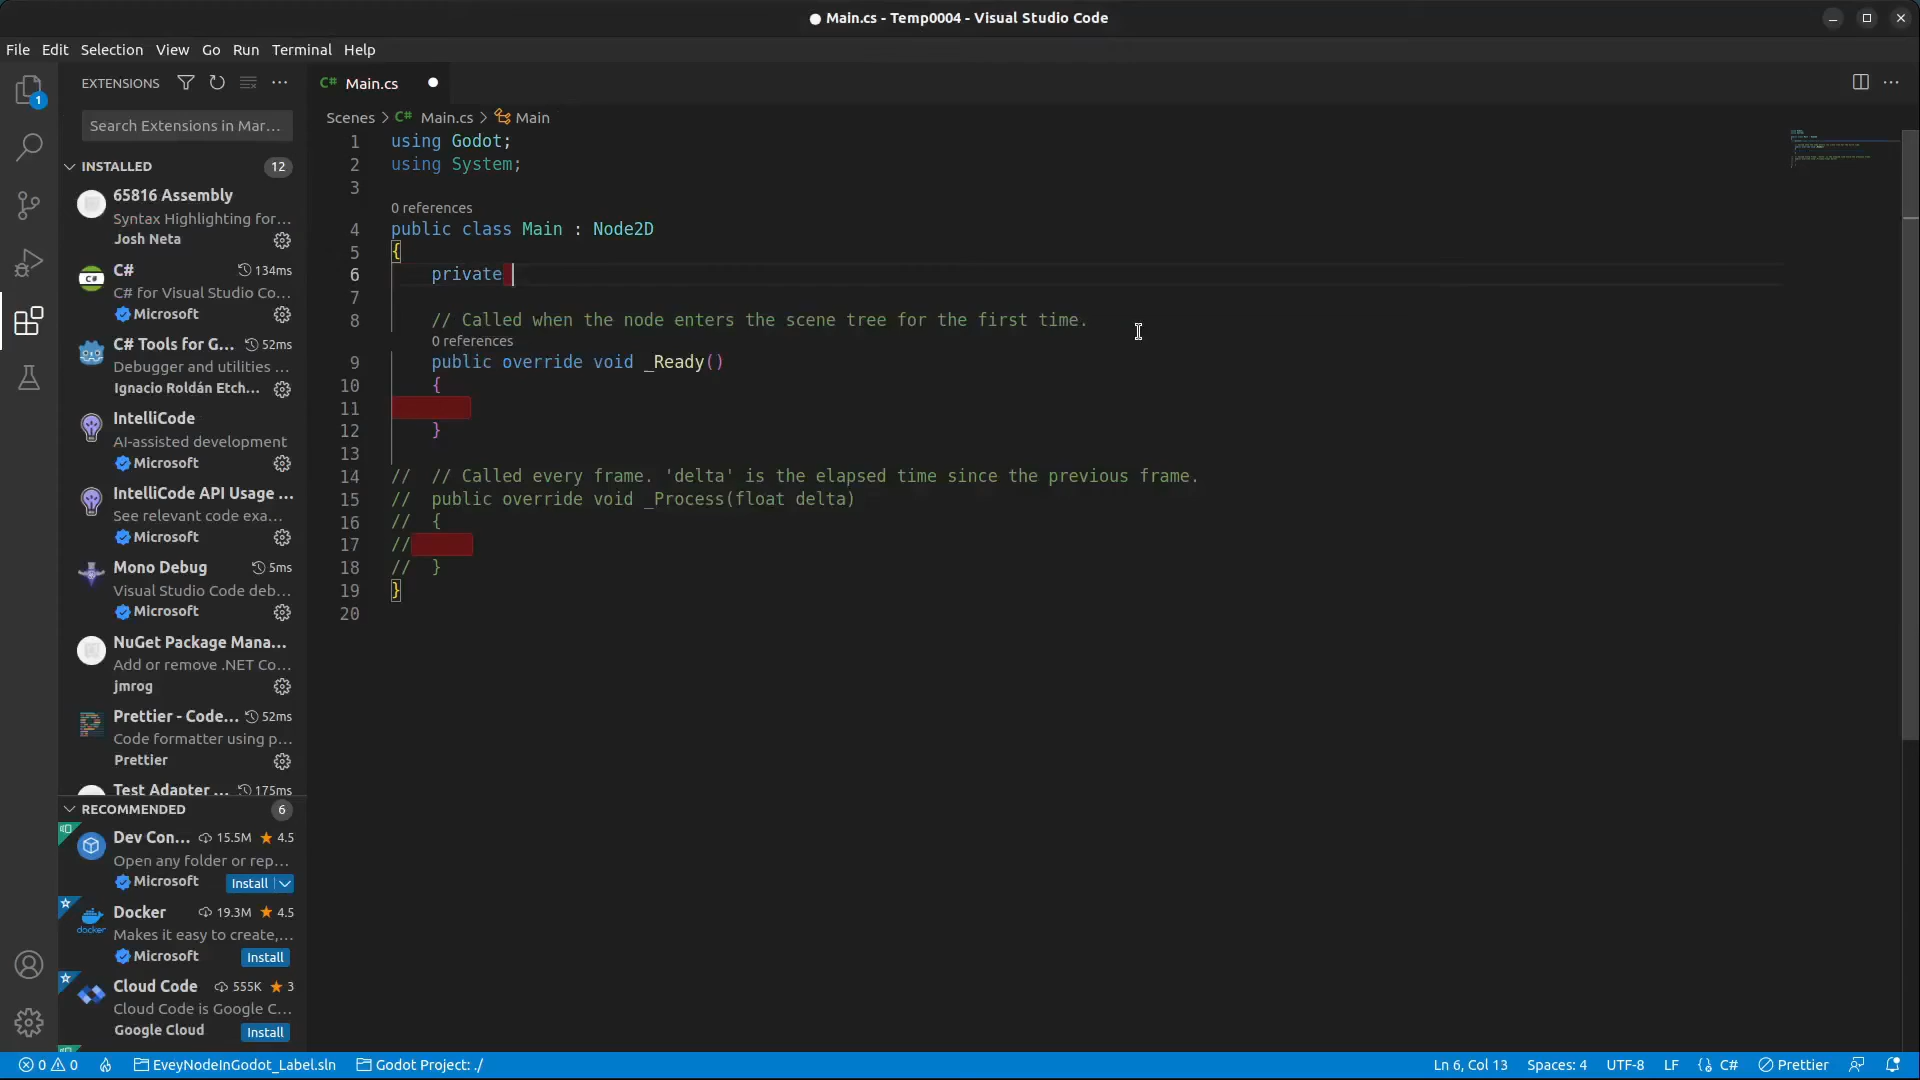 Main.cs - Temp0004 - Visual Studio Code
File Edit Selection View Go Run Terminal Help
EXTENSIONS
Search Extensions in Mar...
INSTALLED 12
65816 Assembly
Syntax Highlighting for...
Josh Neta
C# 134ms
C# for Visual Studio Co...
Microsoft
C# Tools for G... 52ms
Debugger and utilities ...
Ignacio Roldán Etch...
IntelliCode
AI-assisted development
Microsoft
IntelliCode API Usage ...
See relevant code exa...
Microsoft
Mono Debug 5ms
Visual Studio Code deb...
Microsoft
NuGet Package Mana...
Add or remove .NET Co...
jmrog
Prettier - Code... 52ms
Code formatter using p...
Prettier
Test Adapter ... 175ms
RECOMMENDED 6
Dev Con... 15.5M 4.5
Open any folder or rep...
Microsoft Install
Docker 19.3M 4.5
Makes it easy to create,...
Microsoft Install
Cloud Code 555K 3
Cloud Code is Google C...
Google Cloud Install
C# Main.cs
Scenes > C# Main.cs > Main
1 using Godot;
2 using System;
3
0 references
4 public class Main : Node2D
5 {
6 private
7
8 // Called when the node enters the scene tree for the first time.
0 references
9 public override void _Ready()
10 {
11
12 }
13
14 // // Called every frame. 'delta' is the elapsed time since the previous frame.
15 // public override void _Process(float delta)
16 // {
17 //
18 // }
19 }
20
0 0 EveyNodeInGodot_Label.sln Godot Project: ./ Ln 6, Col 13 Spaces: 4 UTF-8 LF {} C# Prettier